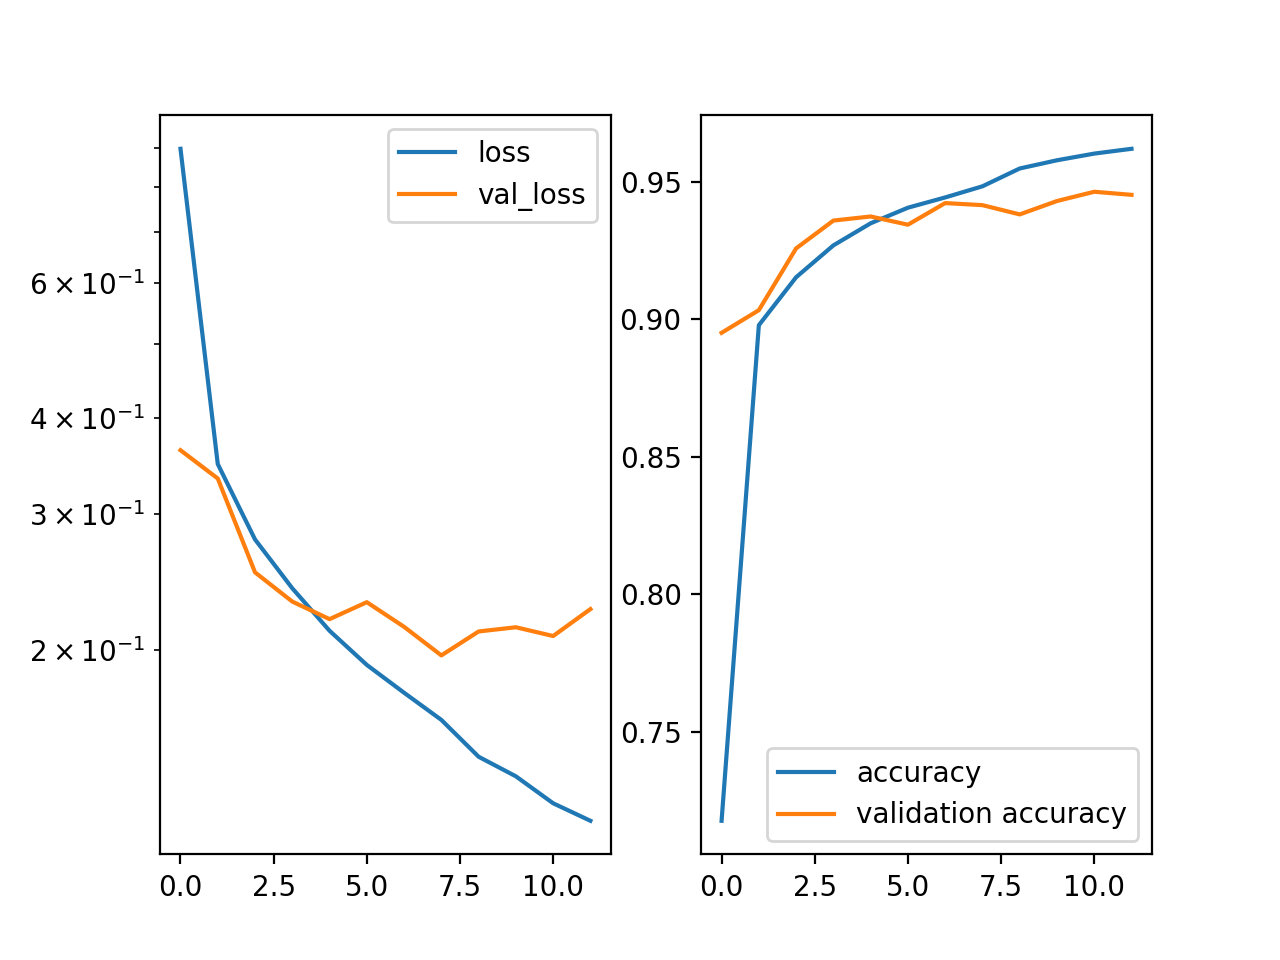 loss
val_loss
6 × 10⁻¹
4 × 10⁻¹
3 × 10⁻¹
2 × 10⁻¹
0.0 2.5 5.0 7.5 10.0
0.95
0.90
0.85
0.80
0.75
accuracy
validation accuracy
0.0 2.5 5.0 7.5 10.0